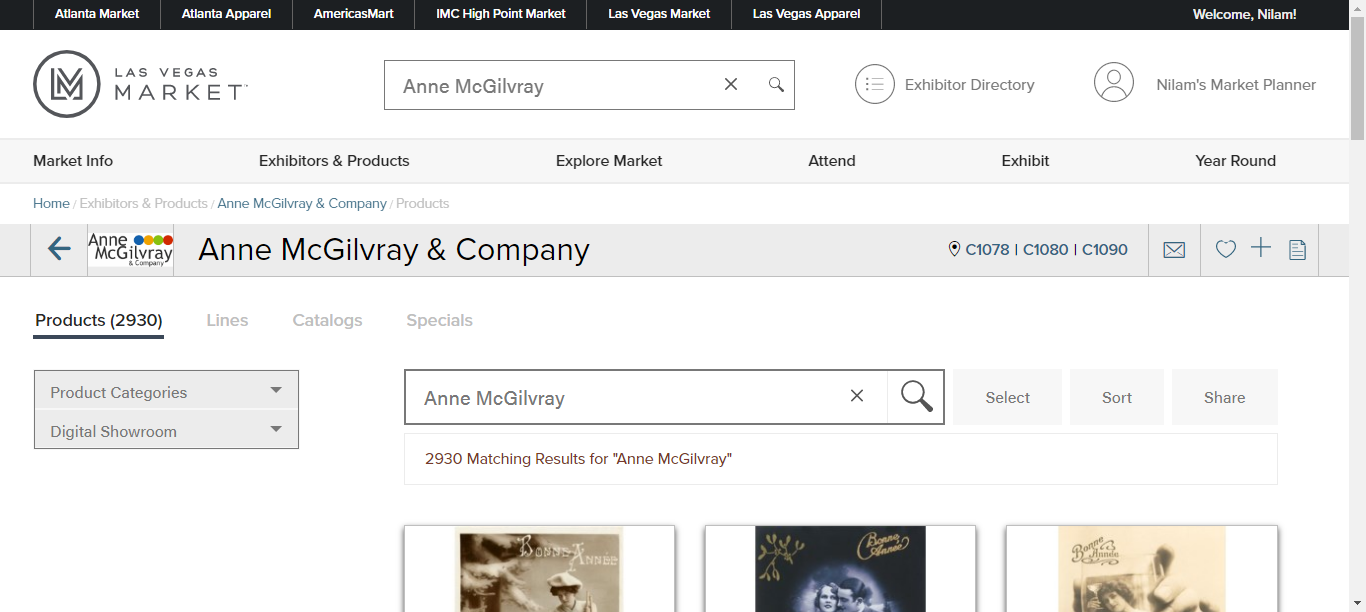 Atlanta Market Atlanta Apparel AmericasMart IMC High Point Market Las Vegas Market Las Vegas Apparel Welcome, Nilam!
LAS VEGAS
MARKET
Anne McGilvray
Exhibitor Directory
Nilam's Market Planner
Market Info Exhibitors & Products Explore Market Attend Exhibit Year Round
Home / Exhibitors & Products / Anne McGilvray & Company / Products
Anne
McGilvray
& Company
Anne McGilvray & Company
C1078 | C1080 | C1090
Products (2930) Lines Catalogs Specials
Product Categories
Digital Showroom
Anne McGilvray
Select Sort Share
2930 Matching Results for "Anne McGilvray"
Bonne Année
Bonne
Année
Bonne
Année